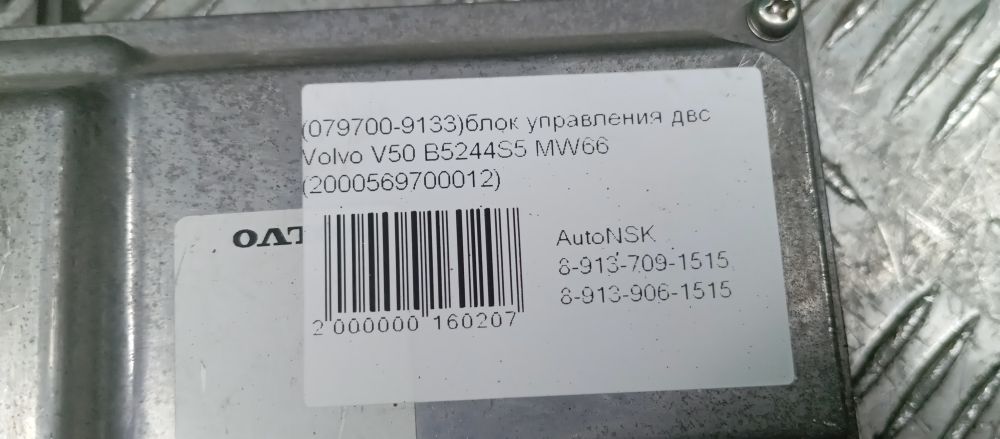 (079700-9133)блок управления двс
Volvo V50 B5244S5 MW66
(2000569700012)
AutoNSK
8-913-709-1515
8-913-906-1515
2 000000 160207